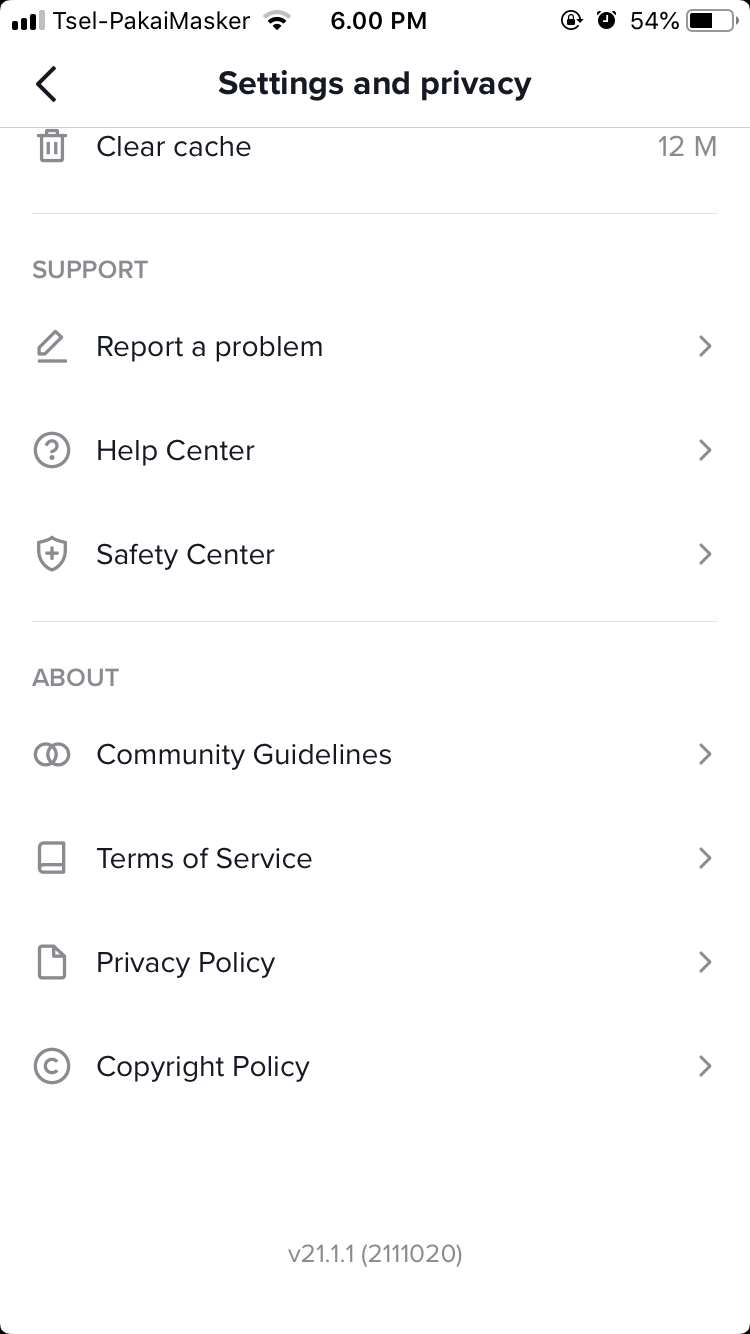 Tsel-PakaiMasker 6.00 PM 54%
Settings and privacy
Clear cache 12 M
SUPPORT
Report a problem
Help Center
Safety Center
ABOUT
Community Guidelines
Terms of Service
Privacy Policy
Copyright Policy
v21.1.1 (2111020)